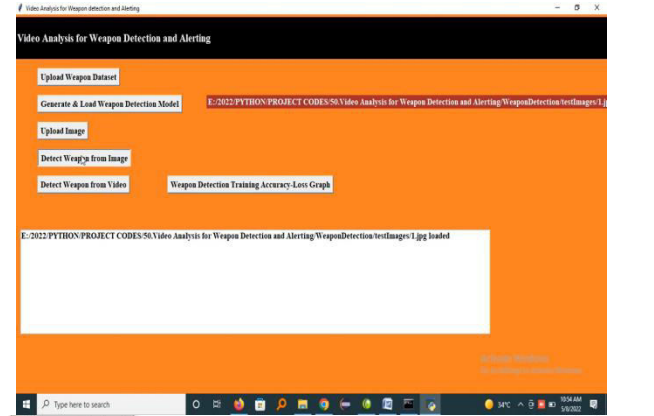 Video Analysis for Weapon detection and Alerting
Video Analysis for Weapon Detection and Alerting
Upload Weapon Dataset
Generate & Load Weapon Detection Model
E:/2022/PYTHON/PROJECT CODES/50.Video Analysis for Weapon Detection and Alerting/WeaponDetection/testImages/1.jp
Upload Image
Detect Weapon from Image
Detect Weapon from Video
Weapon Detection Training Accuracy-Loss Graph
E:/2022/PYTHON/PROJECT CODES/50.Video Analysis for Weapon Detection and Alerting/WeaponDetection/testImages/1.jpg loaded
Type here to search
34°C
10:54 AM
5/8/2022